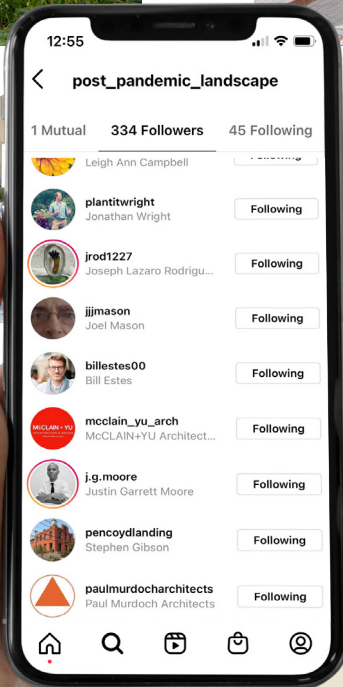 12:55
post_pandemic_landscape
1 Mutual 334 Followers 45 Following
Leigh Ann Campbell
plantitwright
Jonathan Wright
Following
jrod1227
Joseph Lazaro Rodrigu...
Following
jjjmason
Joel Mason
Following
billestes00
Bill Estes
Following
McCLAIN+YU
mcclain_yu_arch
McCLAIN+YU Architect...
Following
j.g.moore
Justin Garrett Moore
Following
pencoydlanding
Stephen Gibson
Following
paulmurdocharchitects
Paul Murdoch Architects
Following